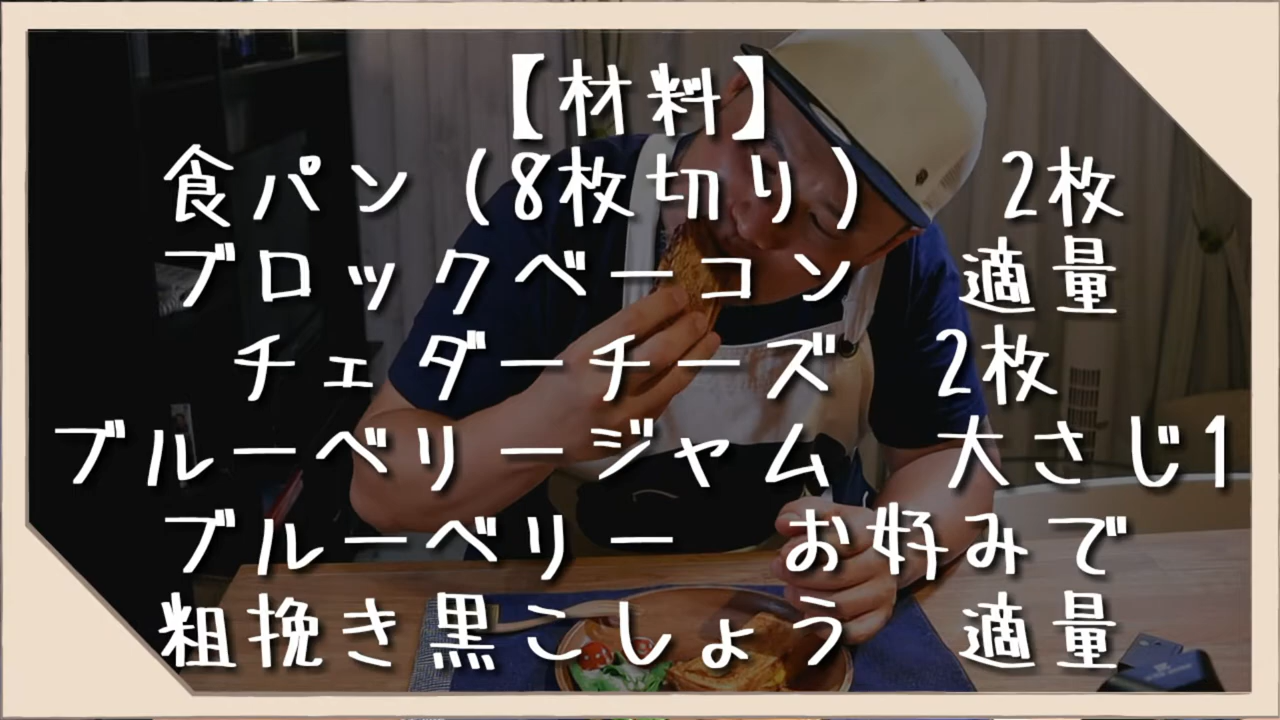 【材料】
食パン（8枚切り） 2枚
ブロックベーコン 適量
チェダーチーズ 2枚
ブルーベリージャム 大さじ1
ブルーベリー お好みで
粗挽き黒こしょう 適量